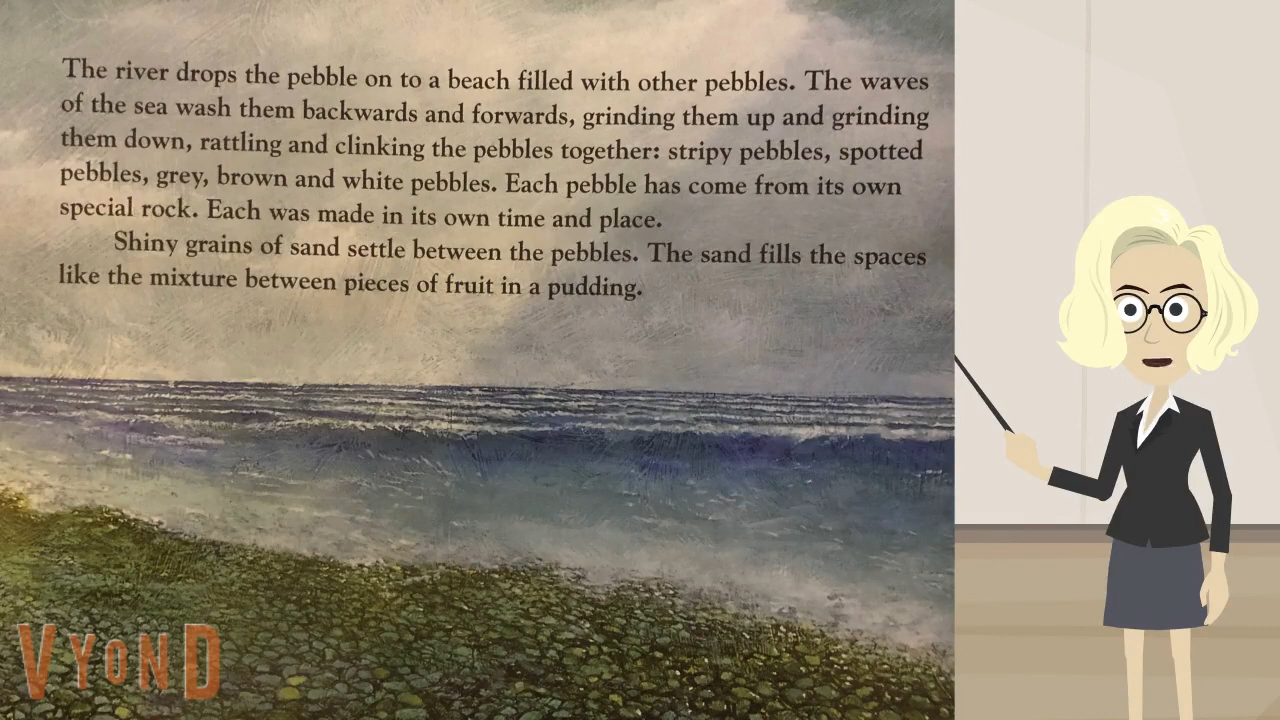 The river drops the pebble on to a beach filled with other pebbles. The waves
of the sea wash them backwards and forwards, grinding them up and grinding
them down, rattling and clinking the pebbles together: stripy pebbles, spotted
pebbles, grey, brown and white pebbles. Each pebble has come from its own
special rock. Each was made in its own time and place.
Shiny grains of sand settle between the pebbles. The sand fills the spaces
like the mixture between pieces of fruit in a pudding.
VYOND